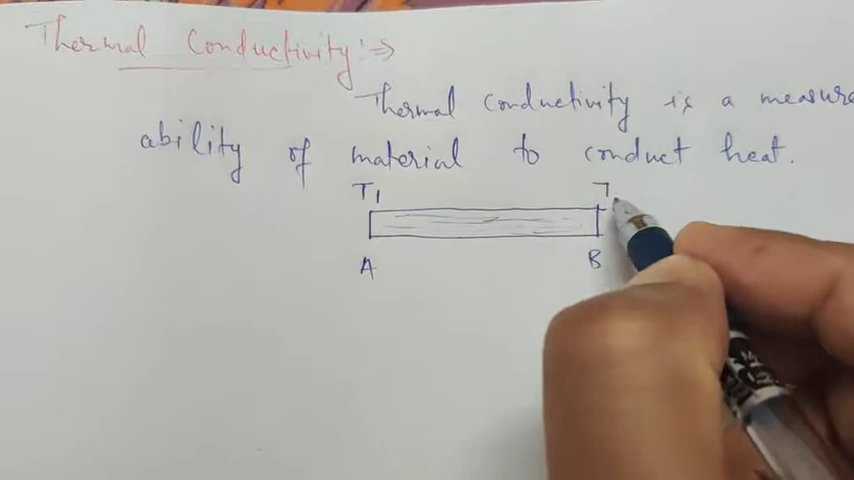 Thermal Conductivity :⇒
Thermal conductivity is a measure
ability of material to conduct heat.
T1 T
A B